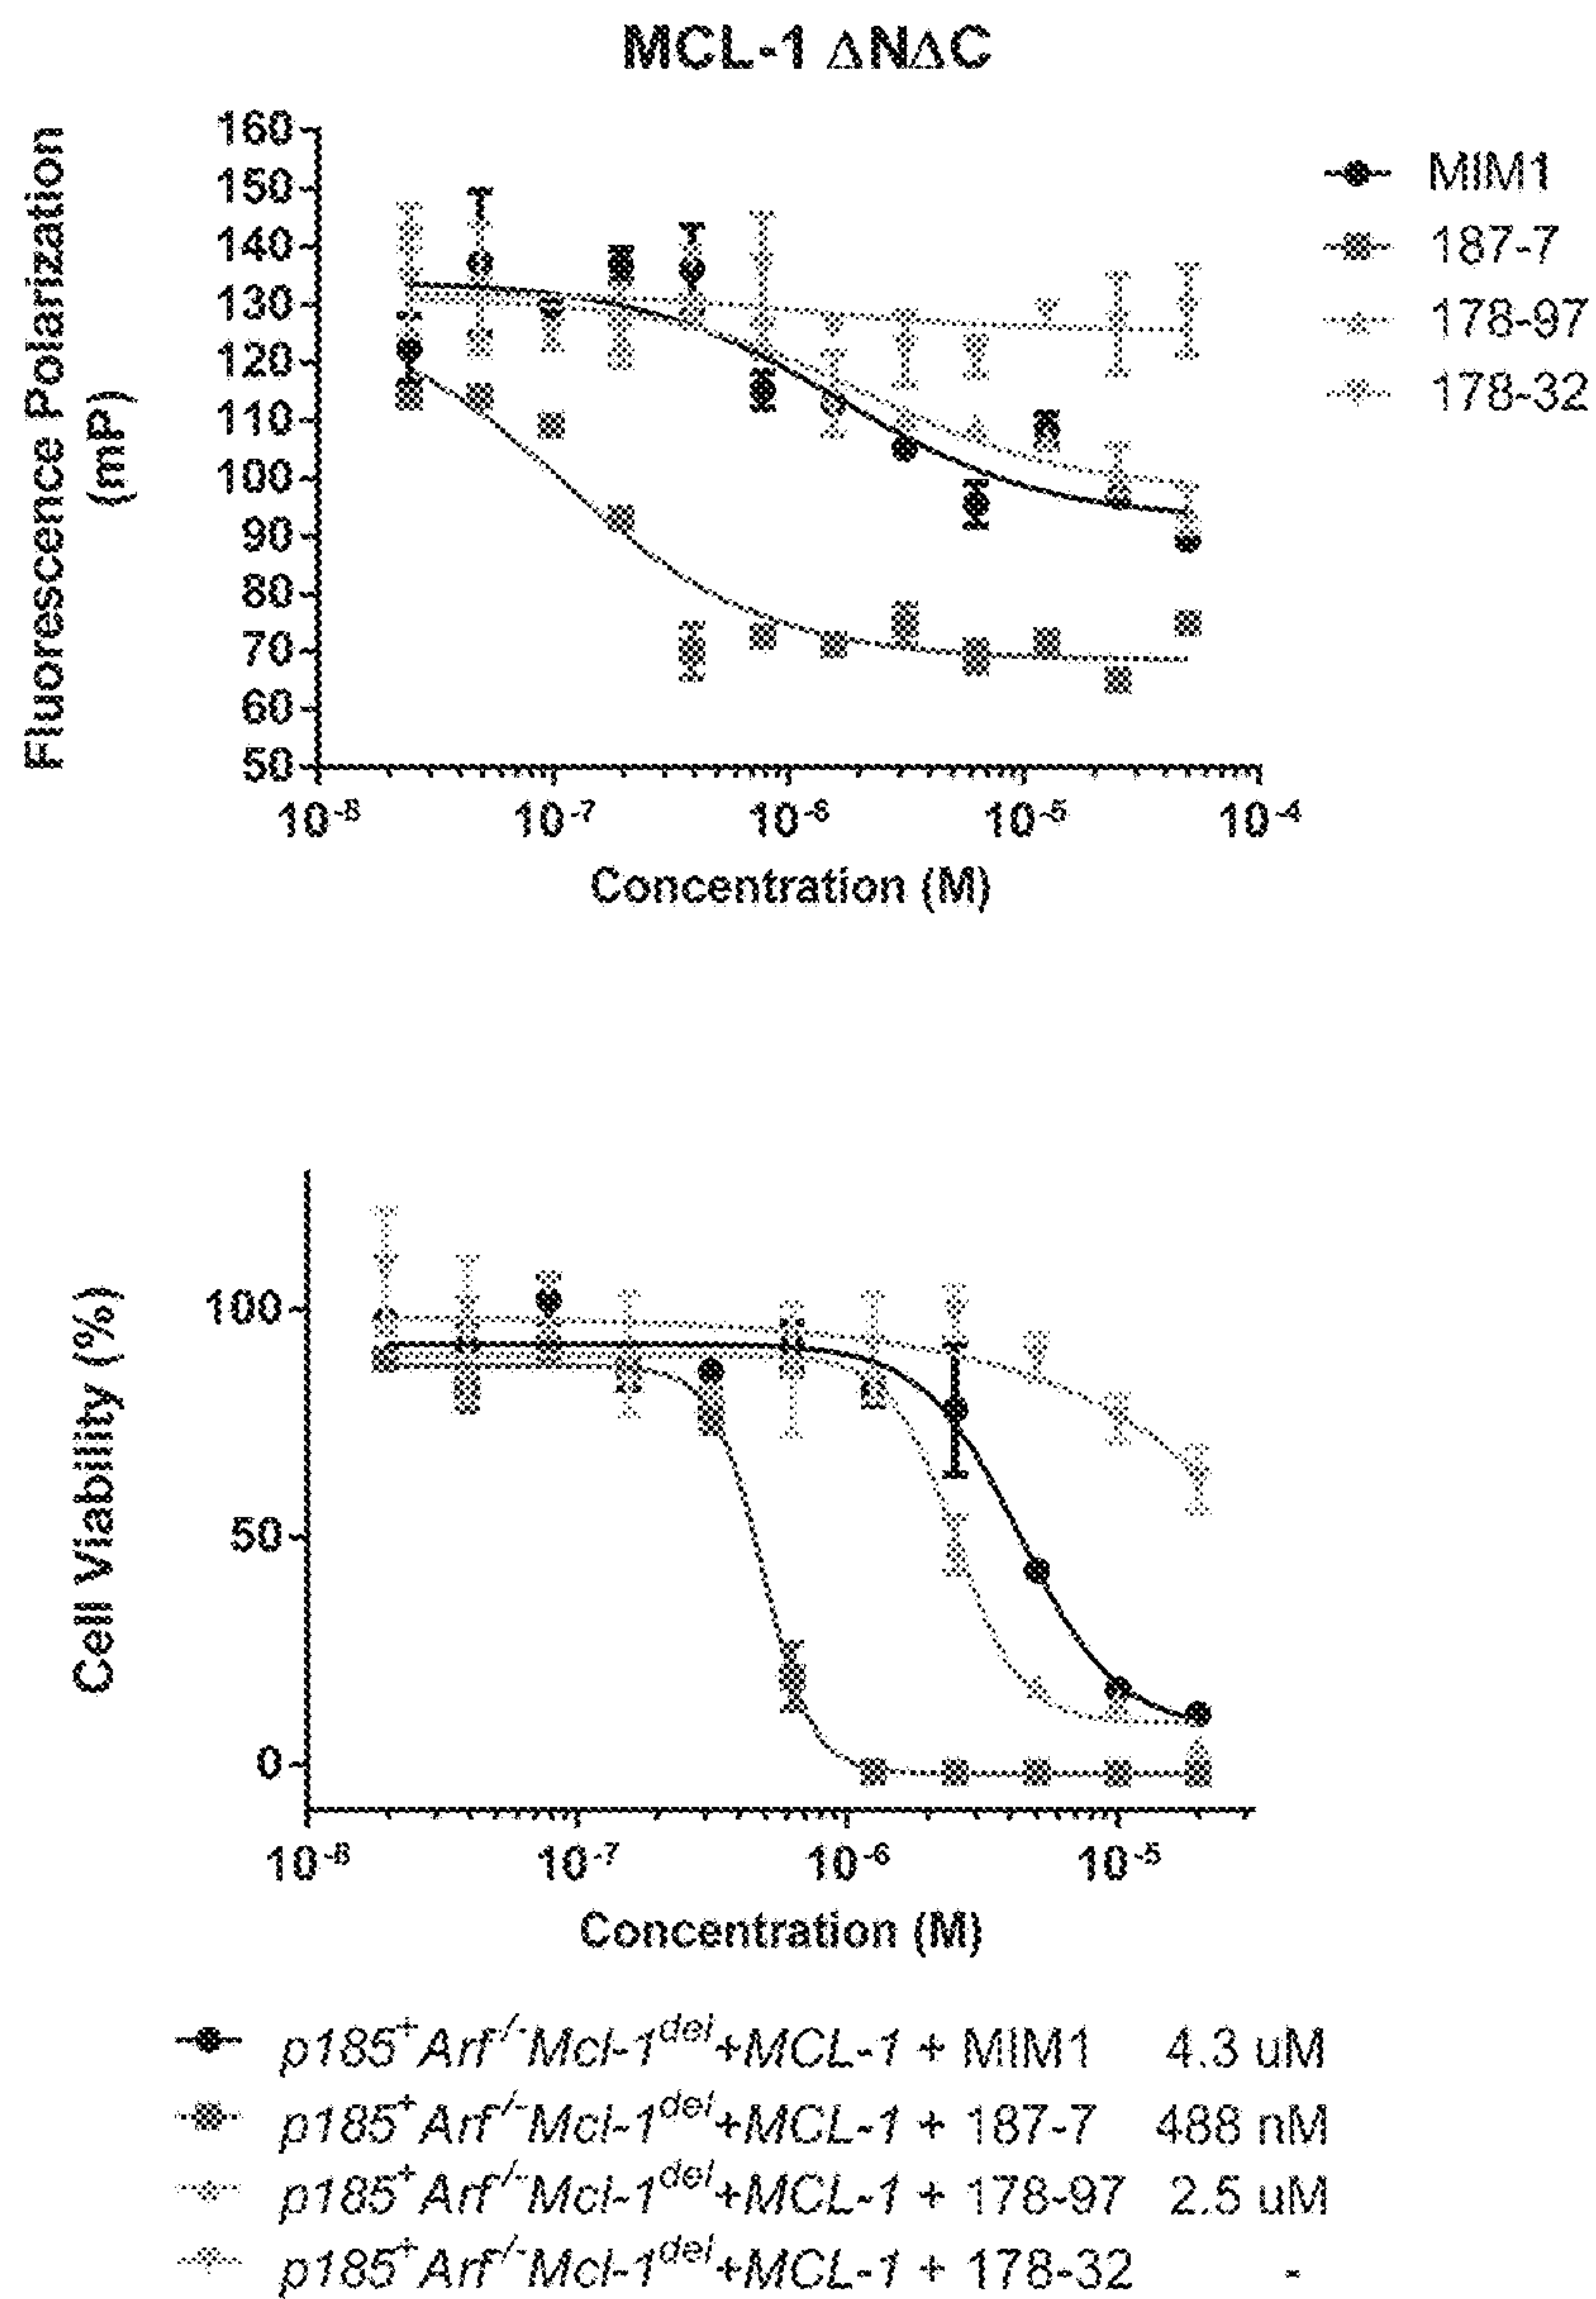 MCL-1 ΔNΔC
Fluorescence Polarization
(mP)
160
150
140
130
120
110
100
90
80
70
60
50
10⁻⁸ 10⁻⁷ 10⁻⁶ 10⁻⁵ 10⁻⁴
Concentration (M)
MIM1
187-7
178-97
178-32
Cell Viability (%)
100
50
0
10⁻⁸ 10⁻⁷ 10⁻⁶ 10⁻⁵
Concentration (M)
p185⁺Arf⁻/⁻Mcl-1ᵈᵉˡ+MCL-1 + MIM1 4.3 uM
p185⁺Arf⁻/⁻Mcl-1ᵈᵉˡ+MCL-1 + 187-7 488 nM
p185⁺Arf⁻/⁻Mcl-1ᵈᵉˡ+MCL-1 + 178-97 2.5 uM
p185⁺Arf⁻/⁻Mcl-1ᵈᵉˡ+MCL-1 + 178-32 -